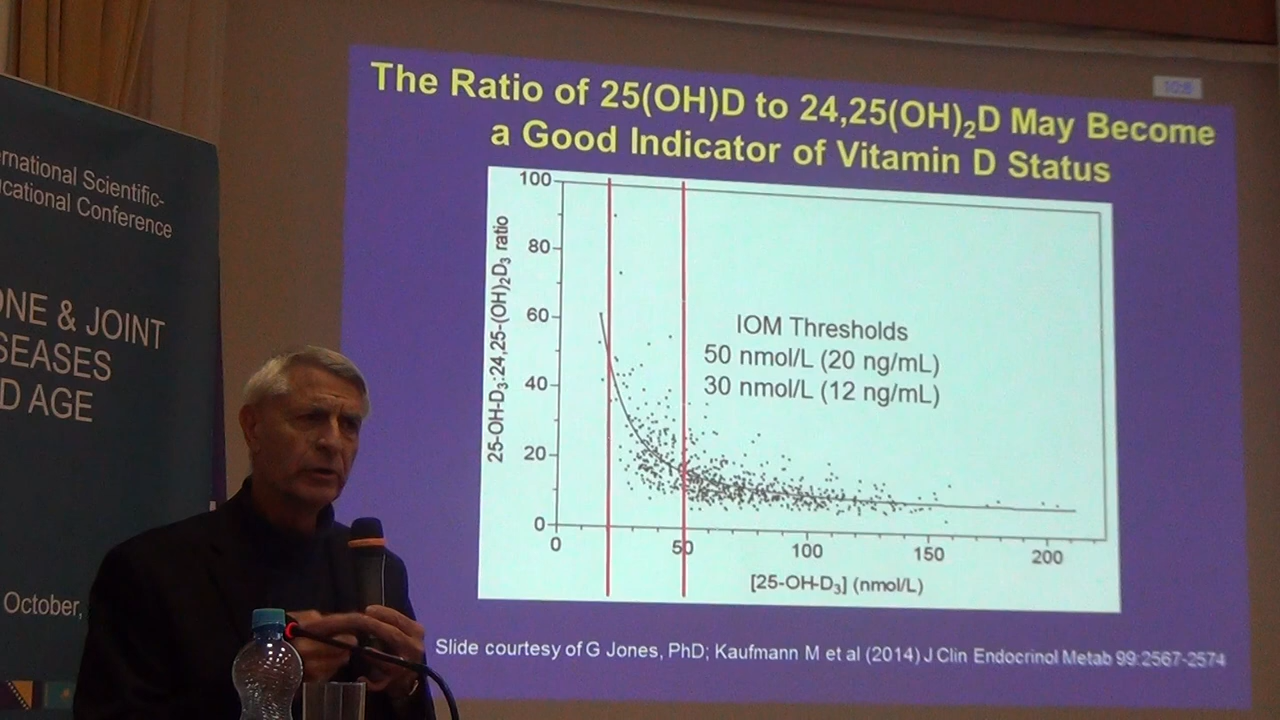 rnational Scientific-
cational Conference
ONE & JOINT
SEASES
D AGE
October,
The Ratio of 25(OH)D to 24,25(OH)₂D May Become
a Good Indicator of Vitamin D Status
25-OH-D₃:24,25-(OH)₂D₃ ratio
100
80
60
40
20
0
IOM Thresholds
50 nmol/L (20 ng/mL)
30 nmol/L (12 ng/mL)
0 50 100 150 200
[25-OH-D₃] (nmol/L)
Slide courtesy of G Jones, PhD; Kaufmann M et al (2014) J Clin Endocrinol Metab 99:2567-2574